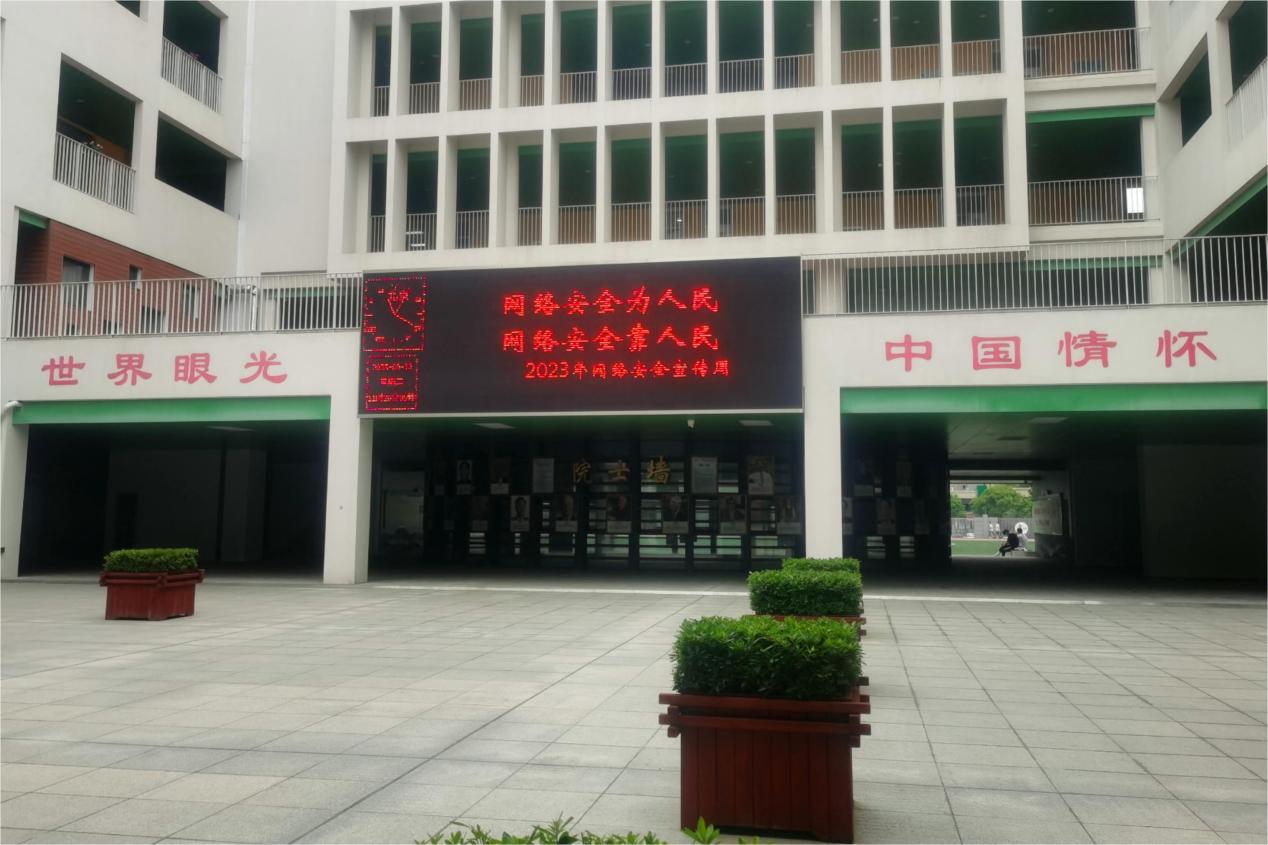 网络安全为人民
网络安全靠人民
2023年网络安全宣传周
世界眼光
中国情怀
院士墙